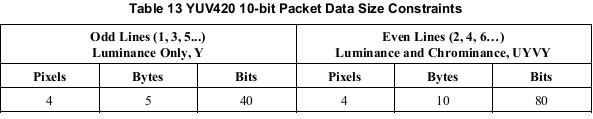 Table 13 YUV420 10-bit Packet Data Size Constraints
Odd Lines (1, 3, 5...) Even Lines (2, 4, 6…)
Luminance Only, Y Luminance and Chrominance, UYVY
Pixels Bytes Bits Pixels Bytes Bits
4 5 40 4 10 80